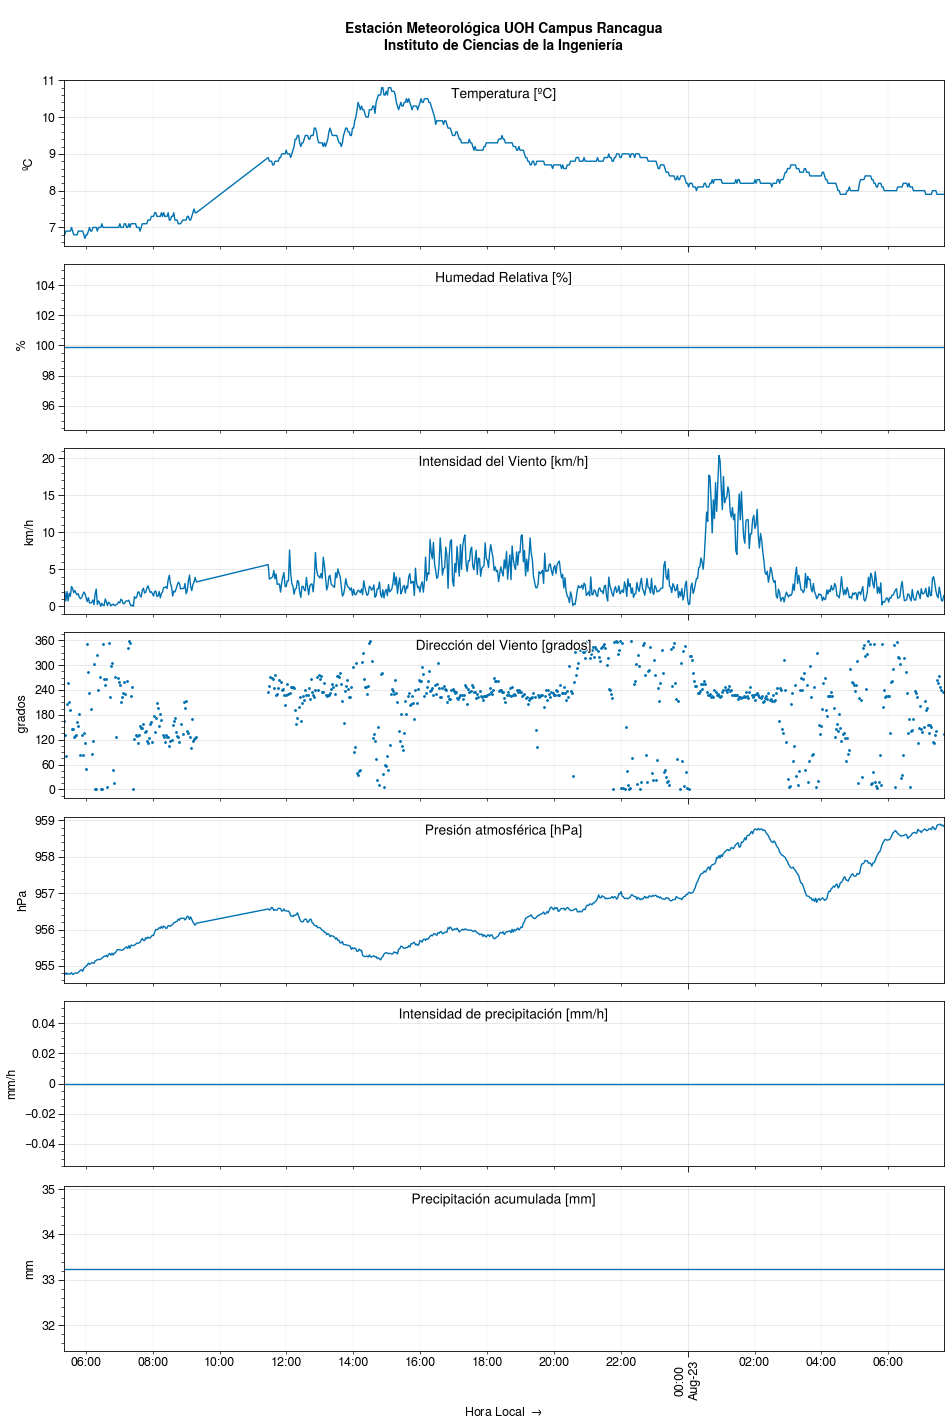 Estación Meteorológica UOH Campus Rancagua
Instituto de Ciencias de la Ingeniería
Temperatura [ºC]
11
10
9
8
7
ºC
Humedad Relativa [%]
104
102
100
98
96
%
Intensidad del Viento [km/h]
20
15
10
5
0
km/h
Dirección del Viento [grados]
360
300
240
180
120
60
0
grados
Presión atmosférica [hPa]
959
958
957
956
955
hPa
Intensidad de precipitación [mm/h]
0.04
0.02
0
−0.02
−0.04
mm/h
Precipitación acumulada [mm]
35
34
33
32
mm
06:00 08:00 10:00 12:00 14:00 16:00 18:00 20:00 22:00 00:00 02:00 04:00 06:00
Aug-23
Hora Local →